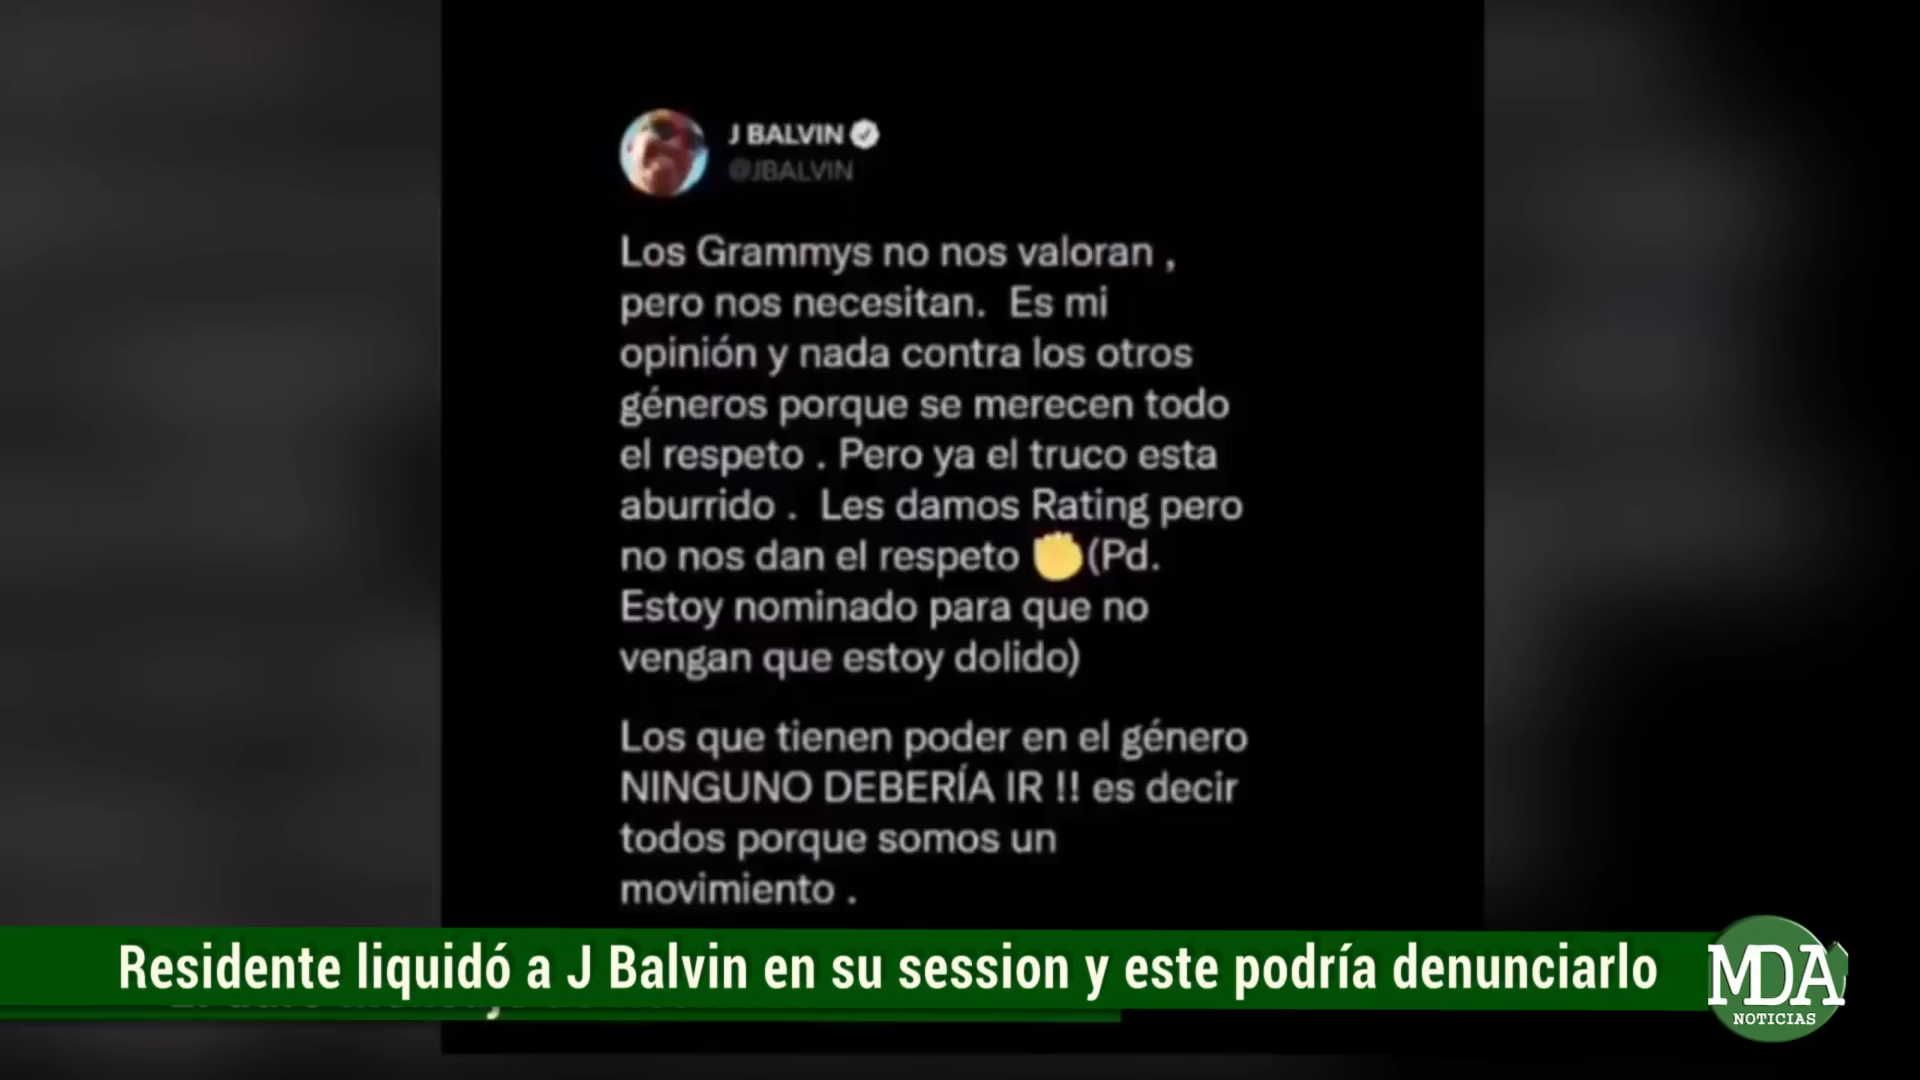 J BALVIN
@JBALVIN
Los Grammys no nos valoran ,
pero nos necesitan. Es mi
opinión y nada contra los otros
géneros porque se merecen todo
el respeto . Pero ya el truco esta
aburrido . Les damos Rating pero
no nos dan el respeto ✊(Pd.
Estoy nominado para que no
vengan que estoy dolido)
Los que tienen poder en el género
NINGUNO DEBERÍA IR !! es decir
todos porque somos un
movimiento .
Residente liquidó a J Balvin en su session y este podría denunciarlo
MDA
NOTICIAS